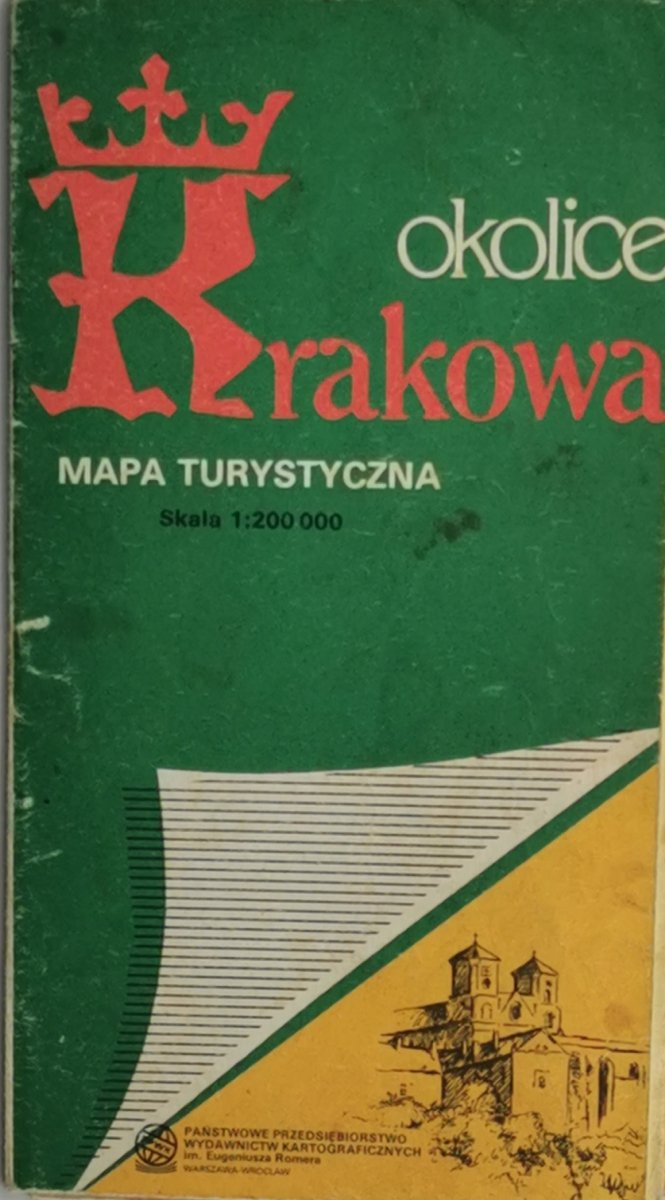 okolice
Krakowa
MAPA TURYSTYCZNA
Skala 1:200 000
PAŃSTWOWE PRZEDSIĘBIORSTWO
WYDAWNICTW KARTOGRAFICZNYCH
im. Eugeniusza Romera
WARSZAWA-WROCŁAW